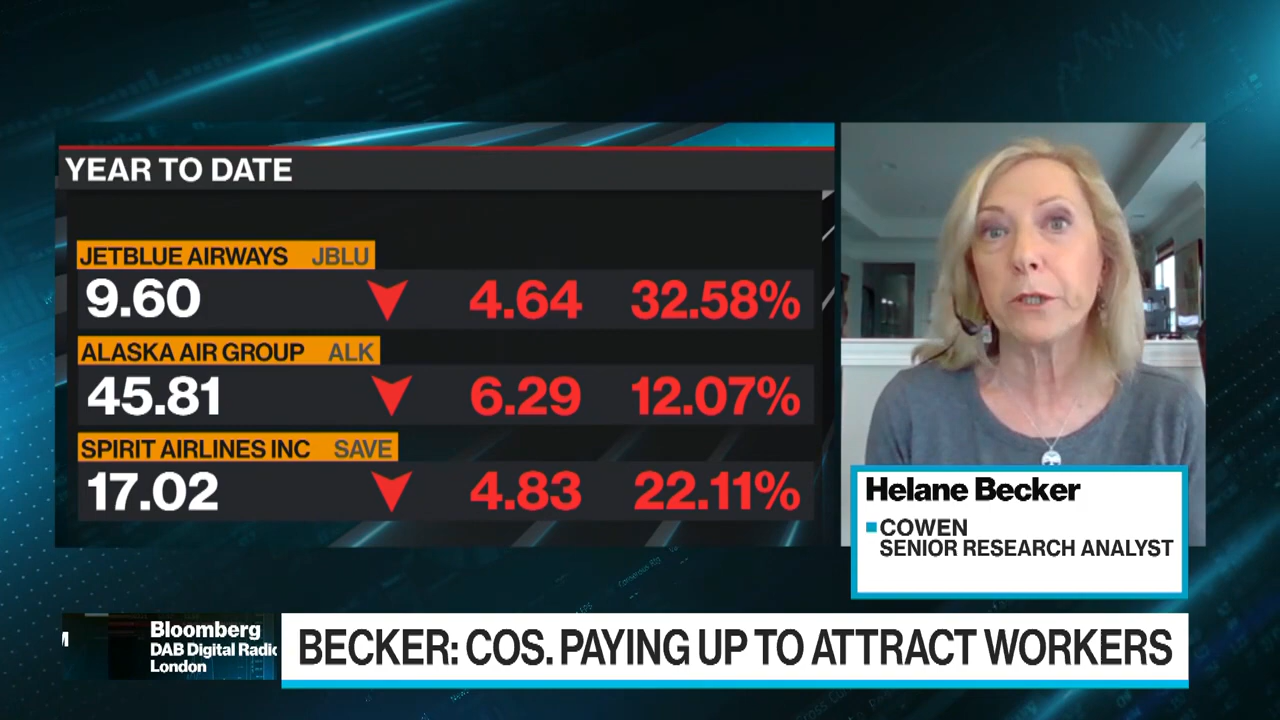 YEAR TO DATE
JETBLUE AIRWAYS JBLU
9.60 4.64 32.58%
ALASKA AIR GROUP ALK
45.81 6.29 12.07%
SPIRIT AIRLINES INC SAVE
17.02 4.83 22.11%
Helane Becker
COWEN
SENIOR RESEARCH ANALYST
Bloomberg
DAB Digital Radio
London
BECKER: COS. PAYING UP TO ATTRACT WORKERS